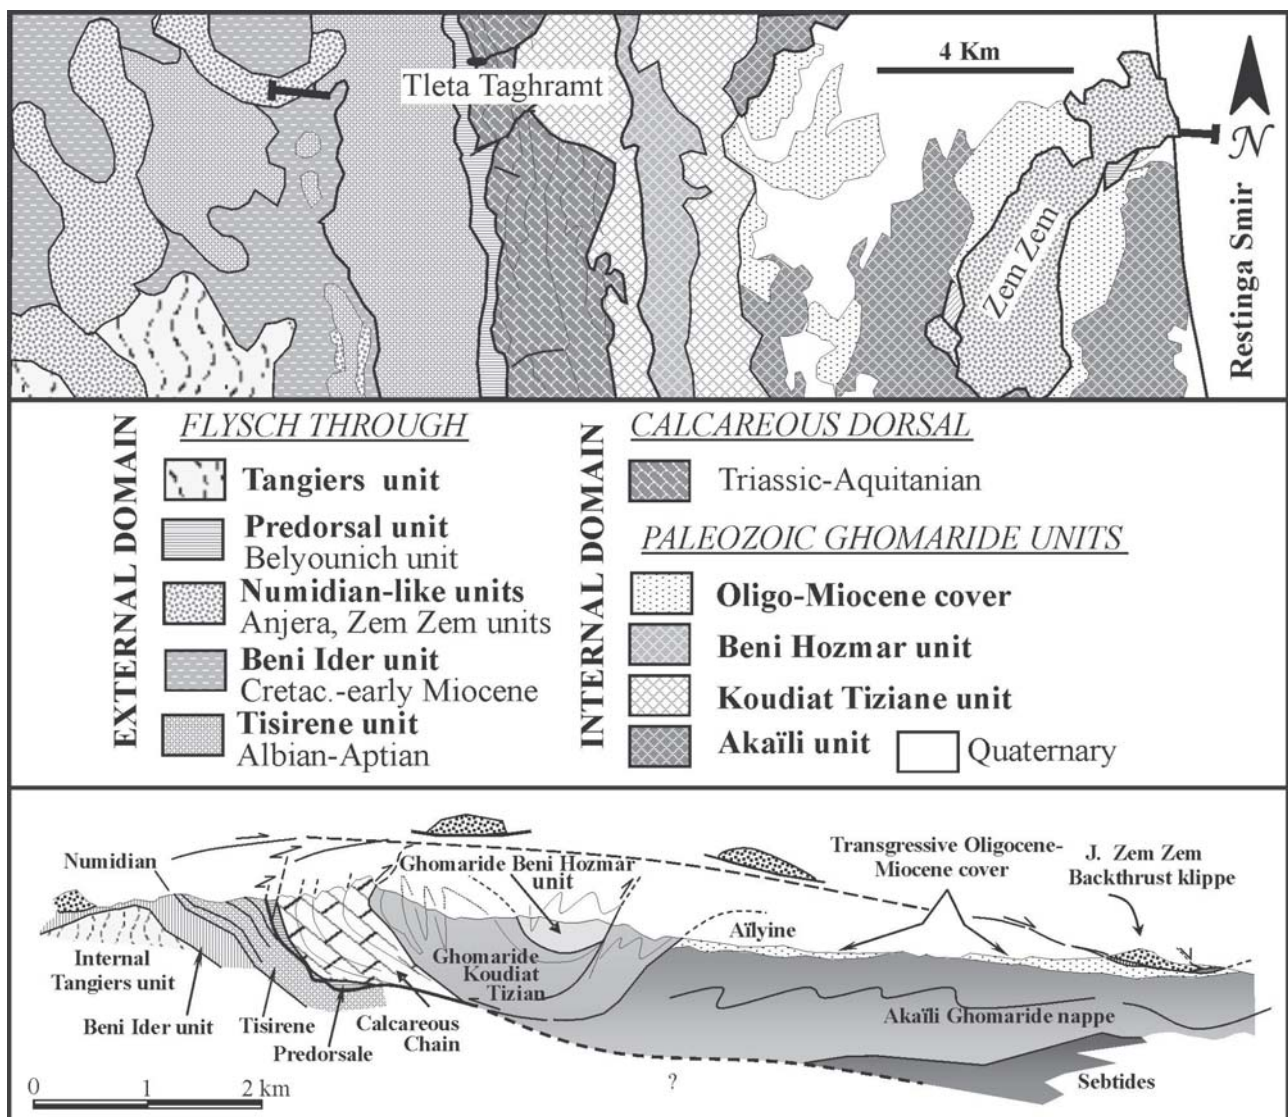 Tleta Taghramt
4 Km
N
Zem Zem
Restinga Smir
EXTERNAL DOMAIN
FLYSCH THROUGH
Tangiers unit
Predorsal unit
Belyounich unit
Numidian-like units
Anjera, Zem Zem units
Beni Ider unit
Cretac.-early Miocene
Tisirene unit
Albian-Aptian
INTERNAL DOMAIN
CALCAREOUS DORSAL
Triassic-Aquitanian
PALEOZOIC GHOMARIDE UNITS
Oligo-Miocene cover
Beni Hozmar unit
Koudiat Tiziane unit
Akaïli unit
Quaternary
Numidian
Ghomaride Beni Hozmar
unit
Transgressive Oligocene-
Miocene cover
J. Zem Zem
Backthrust klippe
Aïlyine
Internal
Tangiers unit
Ghomaride
Koudiat
Tizian
Beni Ider unit
Tisirene
Predorsale
Calcareous
Chain
Akaïli Ghomaride nappe
?
Sebtides
0 1 2 km